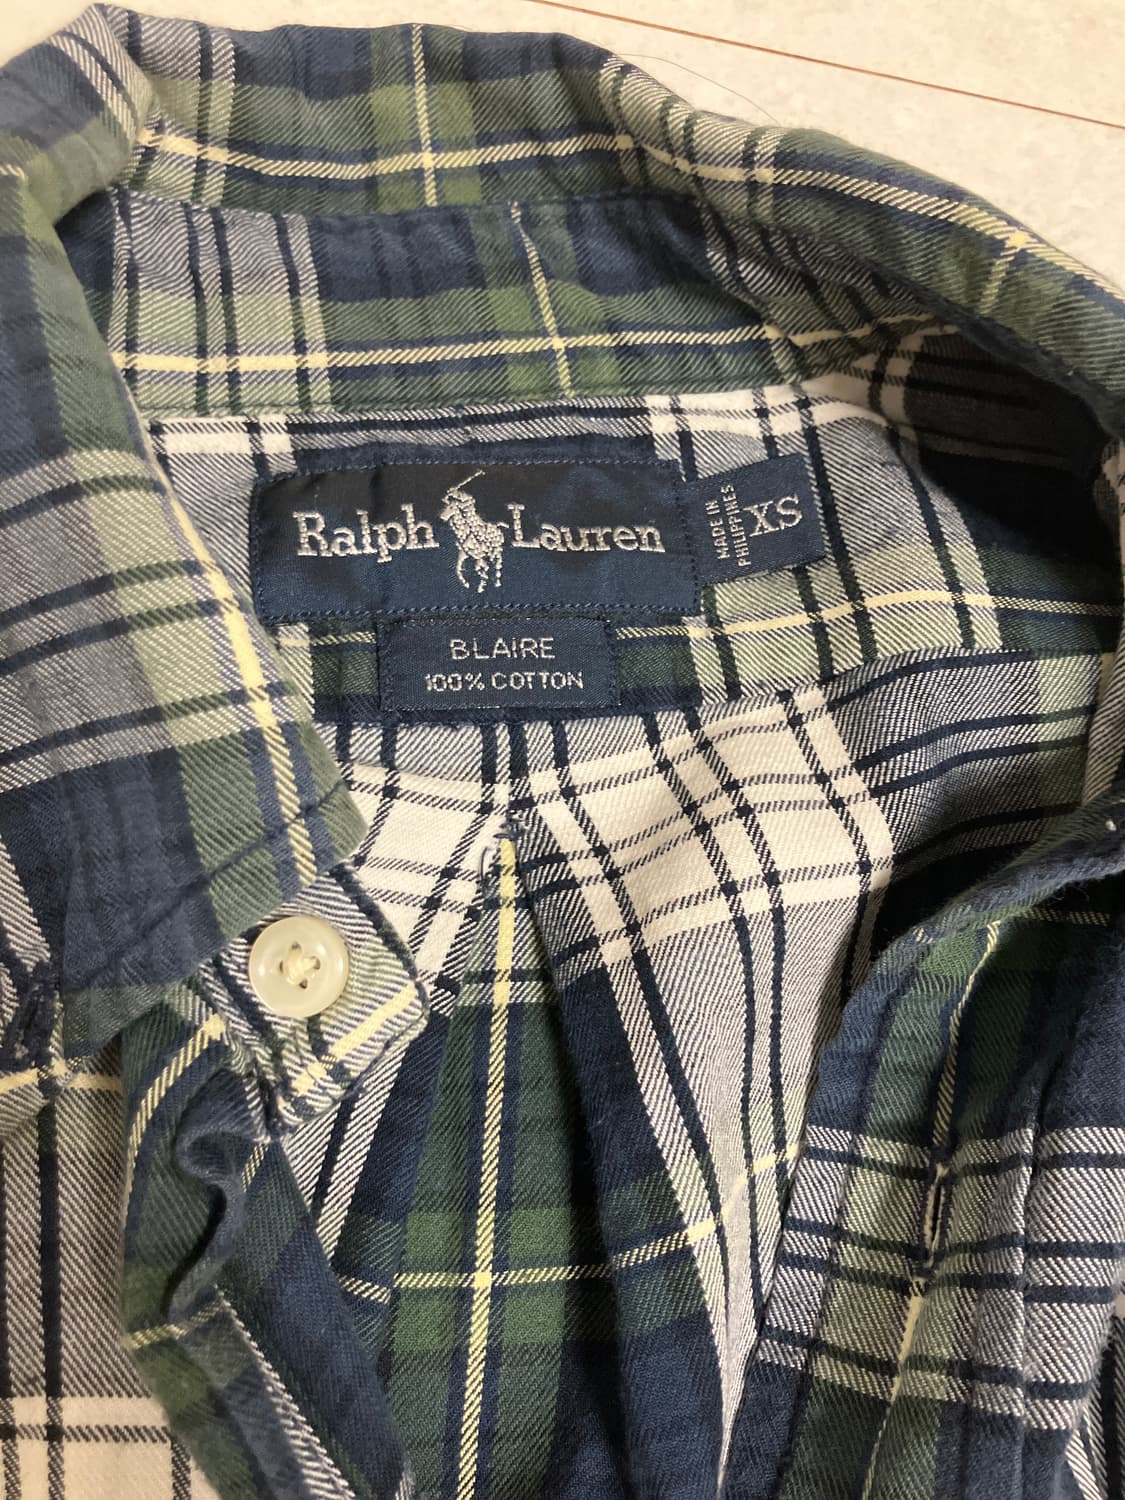 Ralph Lauren
MADE IN
PHILIPPINES
XS
BLAIRE
100% COTTON